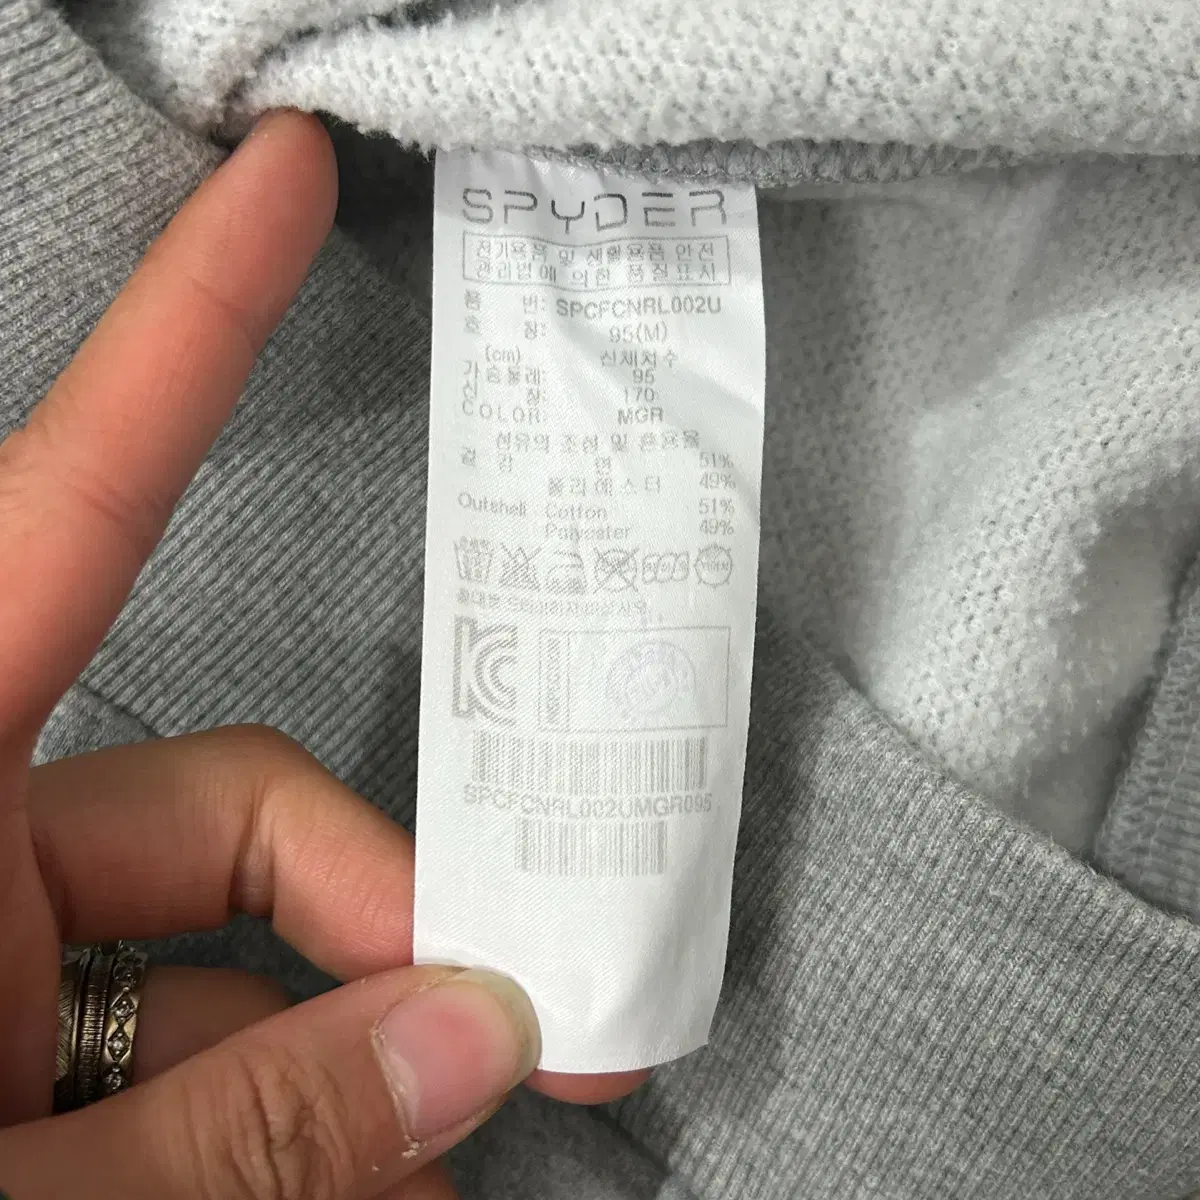 SPYDER
전기용품 및 생활용품 안전
관리법에 의한 품질표시
품 번: SPCFCNRL002U
호 칭: 95(M)
(cm) 신체치수
가슴둘레: 95
신 장: 170
COLOR: MGR
섬유의 조성 및 혼용율
겉 감 면 51%
폴리에스터 49%
Outshell Cotton 51%
Polyester 49%
KC
SPCFCNRL002UMGR095